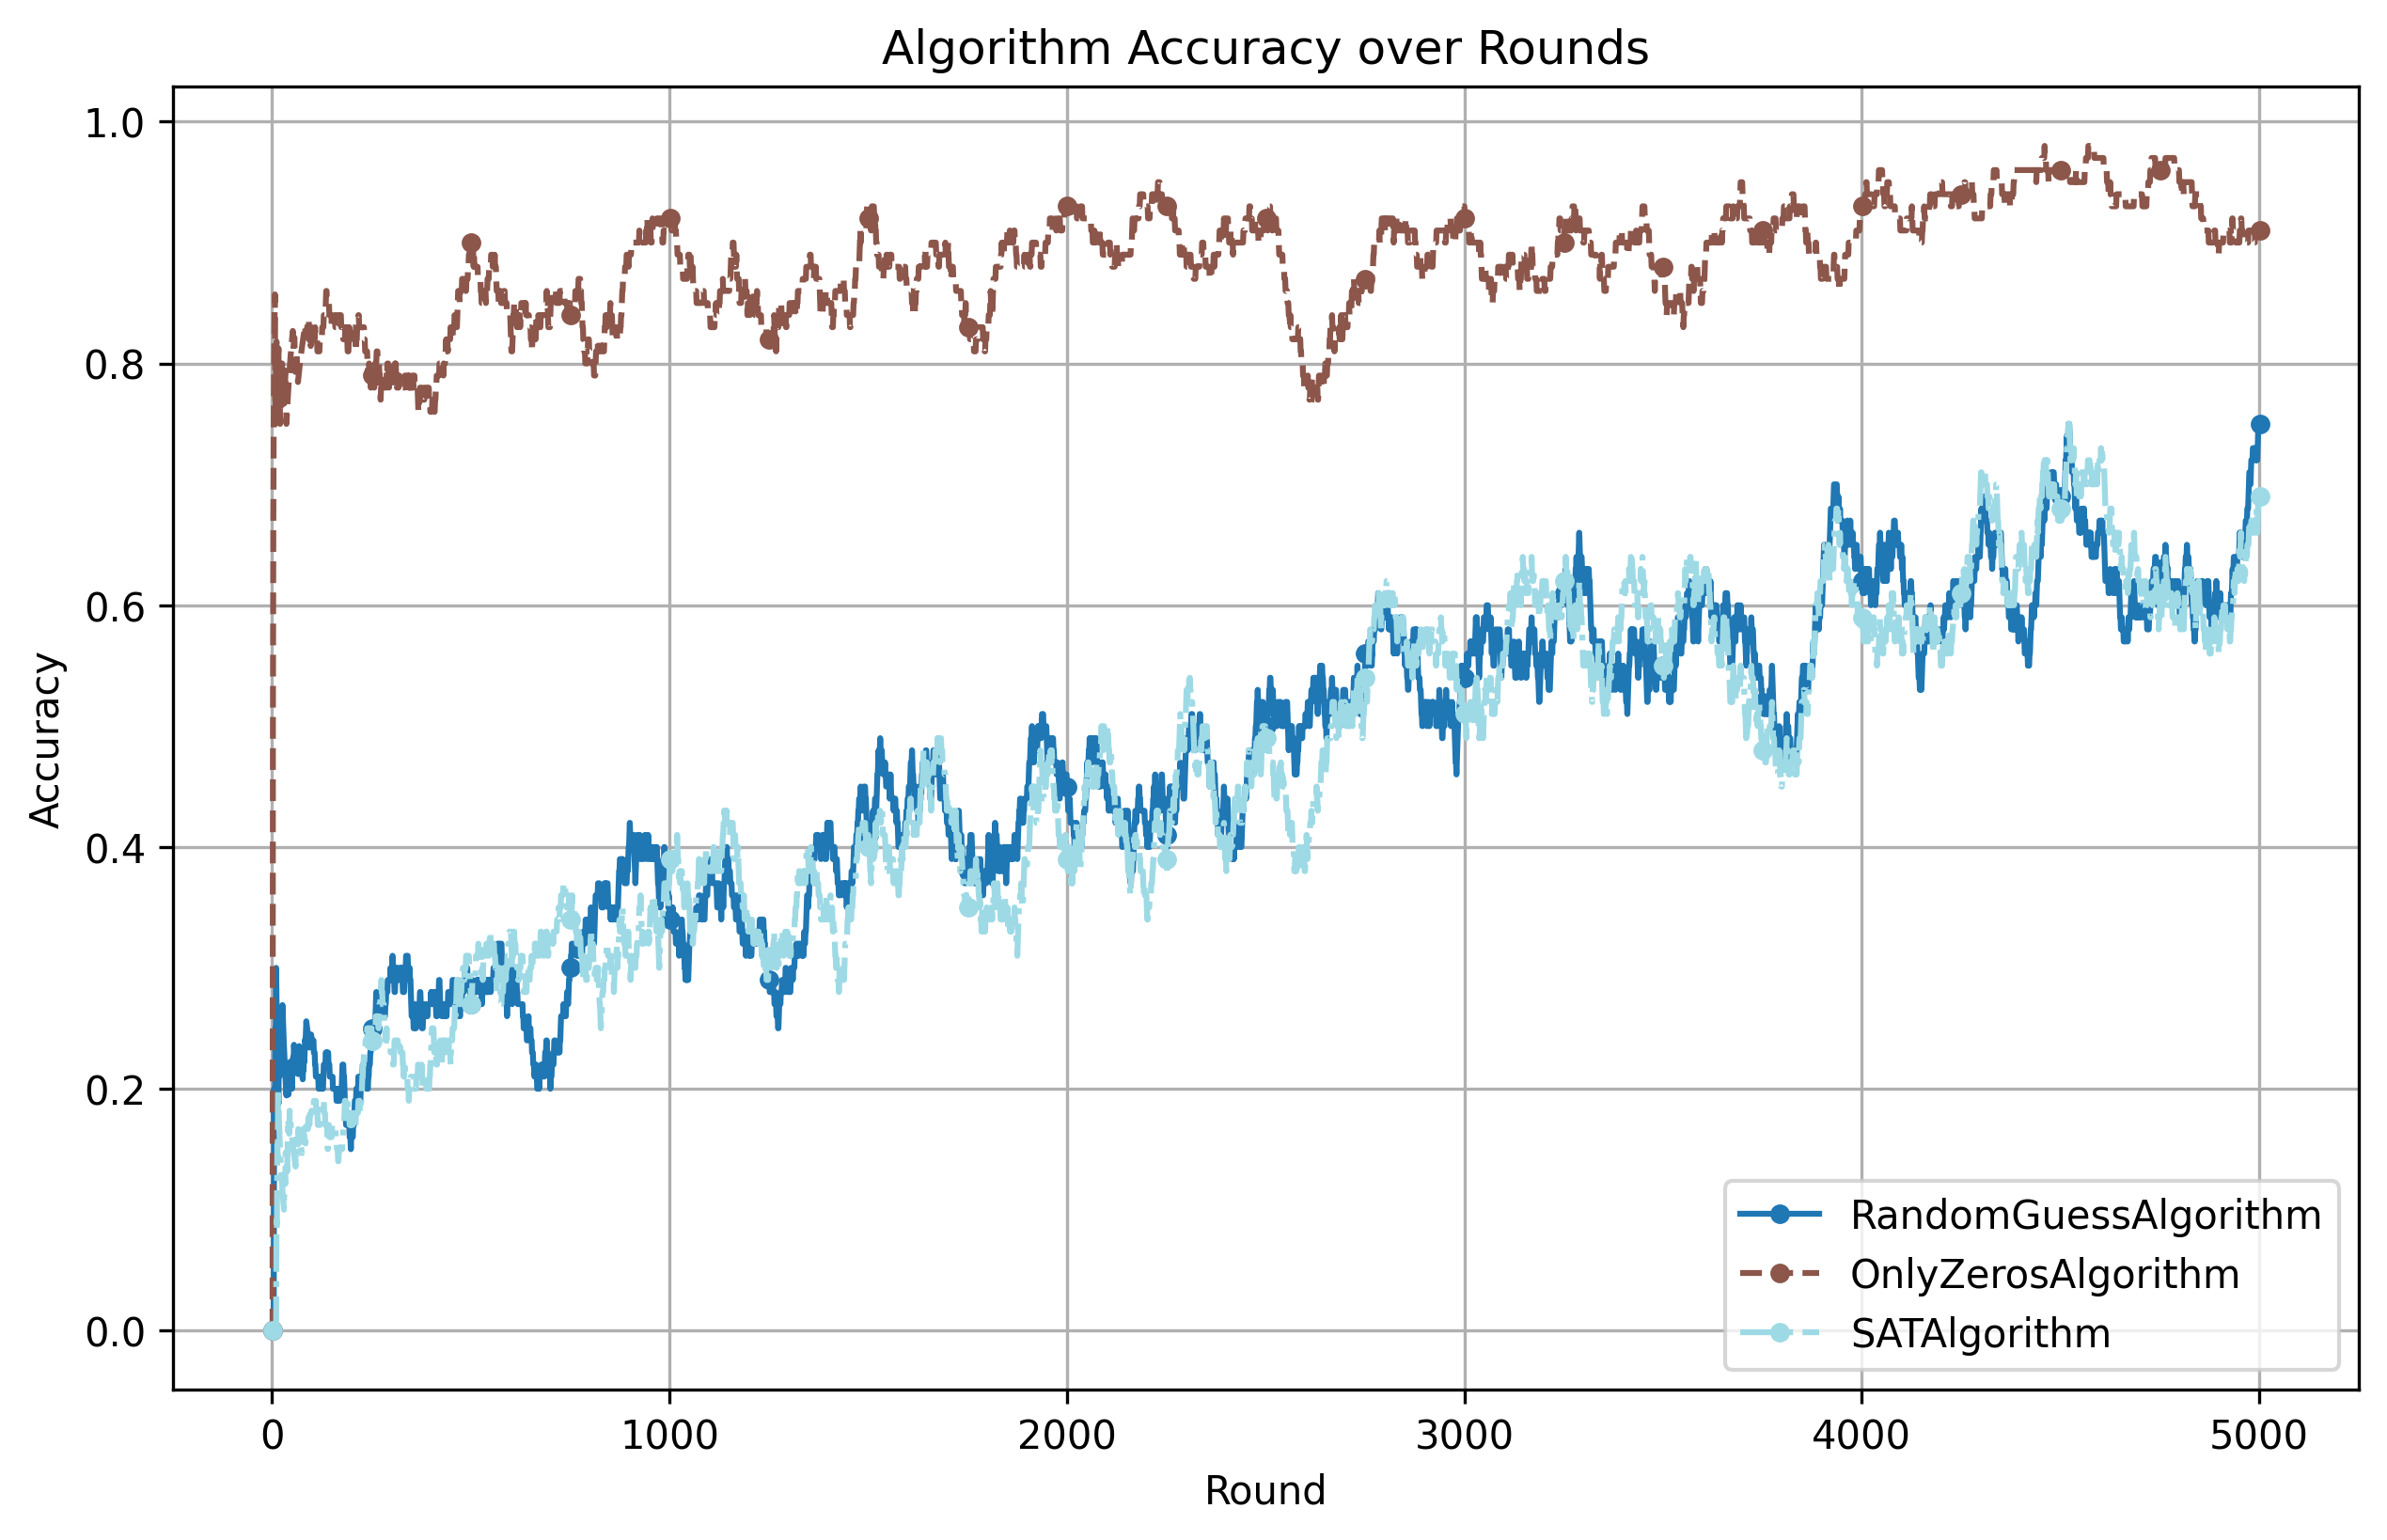 Algorithm Accuracy over Rounds
1.0
0.8
0.6
0.4
0.2
0.0
Accuracy
0 1000 2000 3000 4000 5000
Round
RandomGuessAlgorithm
OnlyZerosAlgorithm
SATAlgorithm